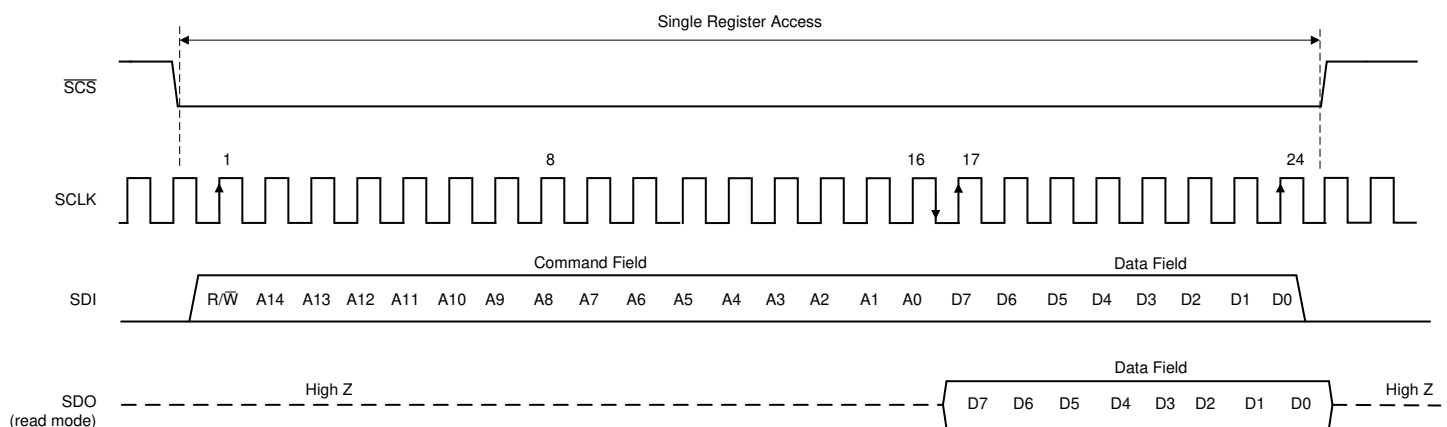 Single Register Access
SCS
1 8 16 17 24
SCLK
Command Field Data Field
SDI R/W A14 A13 A12 A11 A10 A9 A8 A7 A6 A5 A4 A3 A2 A1 A0 D7 D6 D5 D4 D3 D2 D1 D0
Data Field
High Z High Z
SDO D7 D6 D5 D4 D3 D2 D1 D0
(read mode)